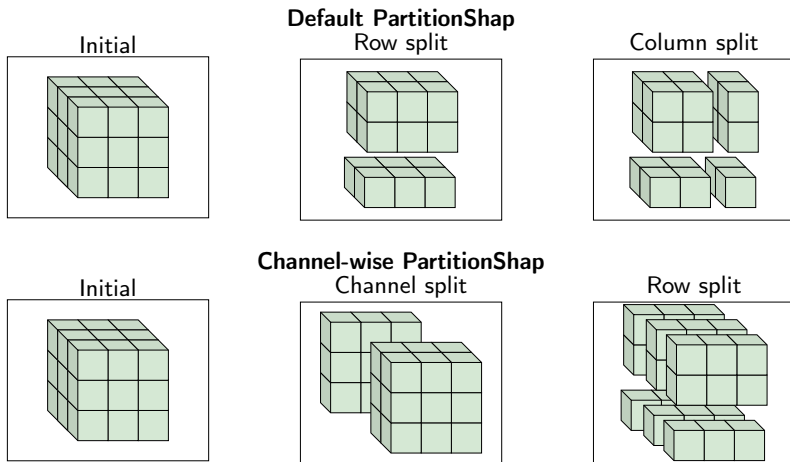 Default PartitionShap
Initial
Row split
Column split
Channel-wise PartitionShap
Initial
Channel split
Row split